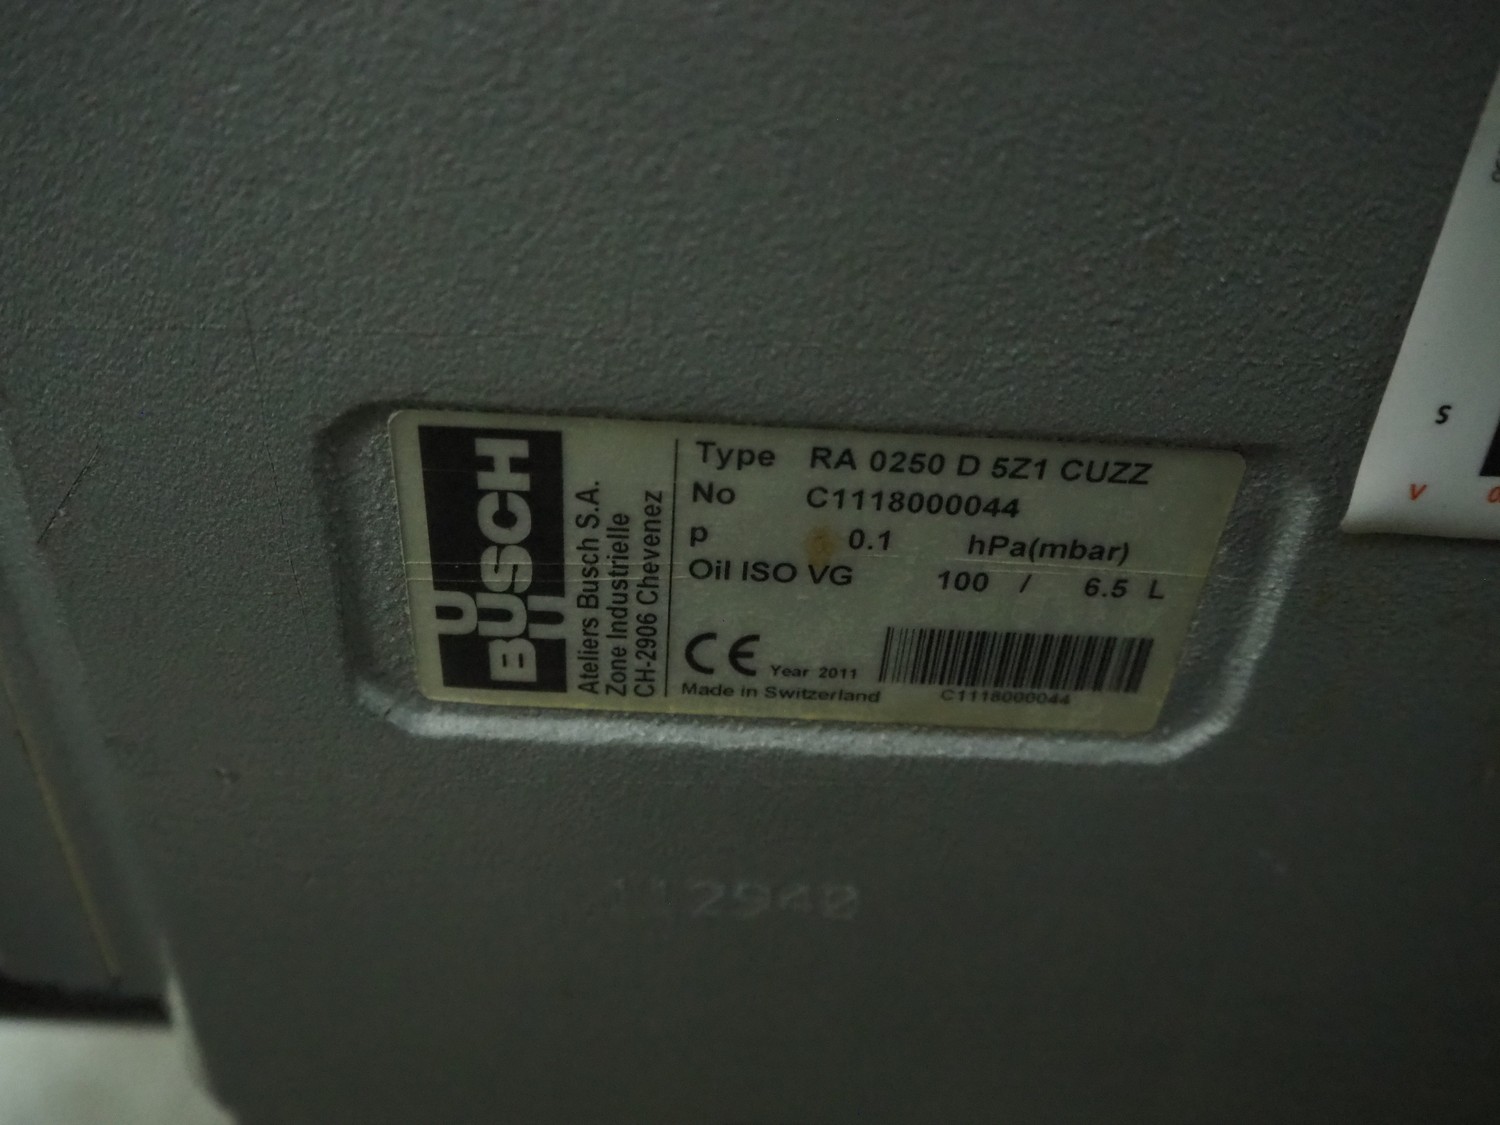 BUSCH
Ateliers Busch S.A.
Zone Industrielle
CH-2906 Chevenez
Type RA 0250 D 5Z1 CUZZ
No C1118000044
p 0.1 hPa(mbar)
Oil ISO VG 100 / 6.5 L
CE Year 2011
Made in Switzerland
C1118000044
112940
S
V